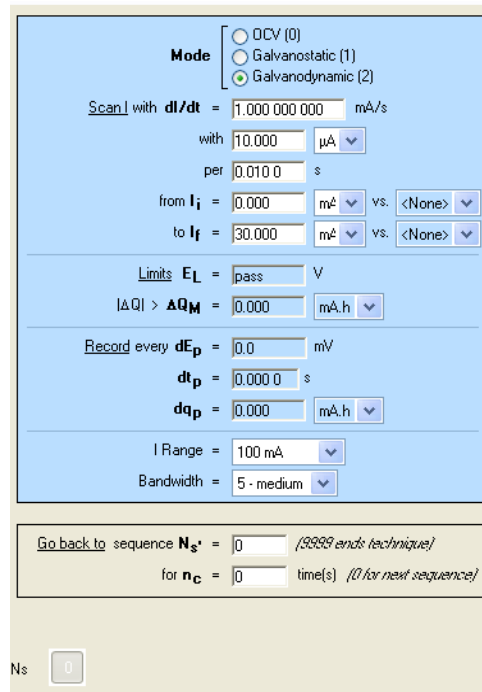 OCV (0)
Mode Galvanostatic (1)
Galvanodynamic (2)
Scan I with dI/dt = 1.000 000 000 mA/s
with 10.000 µA
per 0.010 0 s
from Ii = 0.000 mA vs. <None>
to If = 30.000 mA vs. <None>
Limits EL = pass V
|ΔQ| > ΔQM = 0.000 mA.h
Record every dEp = 0.0 mV
dtp = 0.000 0 s
dqp = 0.000 mA.h
I Range = 100 mA
Bandwidth = 5 - medium
Go back to sequence Ns' = 0 (9999 ends technique)
for nc = 0 time(s) (0 for next sequence)
Ns 0